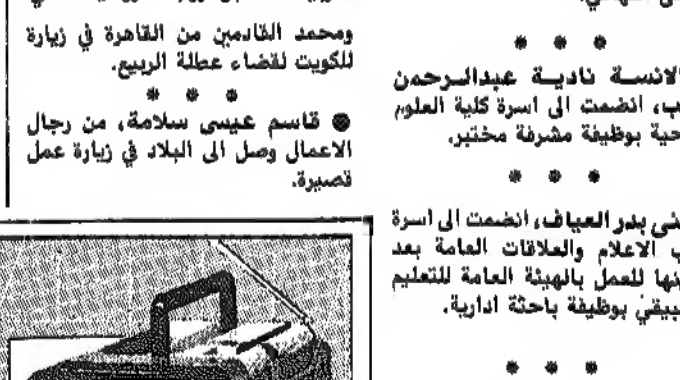 * * *
الانسة نادية عبدالرحمن
انضمت الى اسرة كلية العلوم
بوظيفة مشرفة مختبر.
* * *
بدر العياف، انضمت الى اسرة
الاعلام والعلاقات العامة بعد
للعمل بالهيئة العامة للتعليم
بوظيفة باحثة ادارية.
* * *
ومحمد القادمين من القاهرة في زيارة
للكويت لقضاء عطلة الربيع.
* * *
● قاسم عيسى سلامة، من رجال
الاعمال وصل الى البلاد في زيارة عمل
قصيرة.